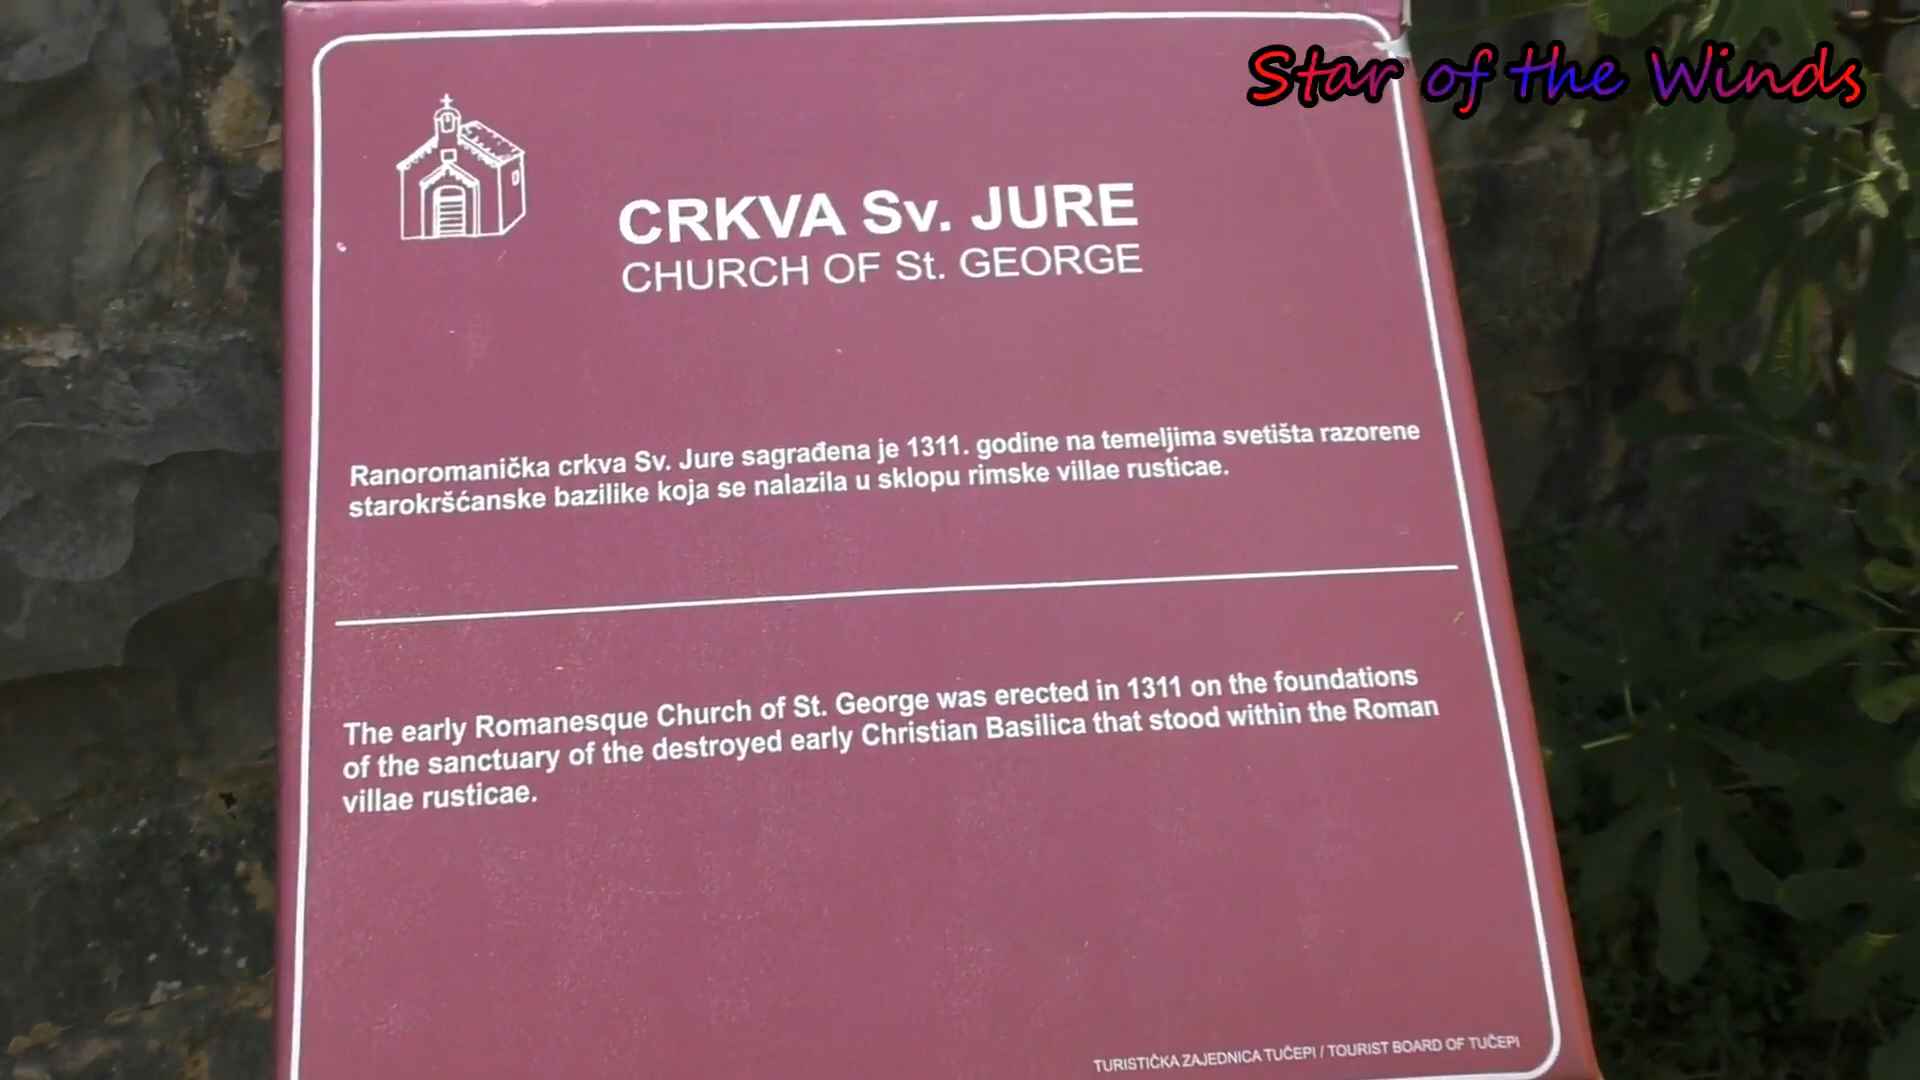 Star of the Winds
CRKVA Sv. JURE
CHURCH OF St. GEORGE
Ranoromanička crkva Sv. Jure sagrađena je 1311. godine na temeljima svetišta razorene
starokršćanske bazilike koja se nalazila u sklopu rimske villae rusticae.
The early Romanesque Church of St. George was erected in 1311 on the foundations
of the sanctuary of the destroyed early Christian Basilica that stood within the Roman
villae rusticae.
TURISTIČKA ZAJEDNICA TUČEPI / TOURIST BOARD OF TUČEPI